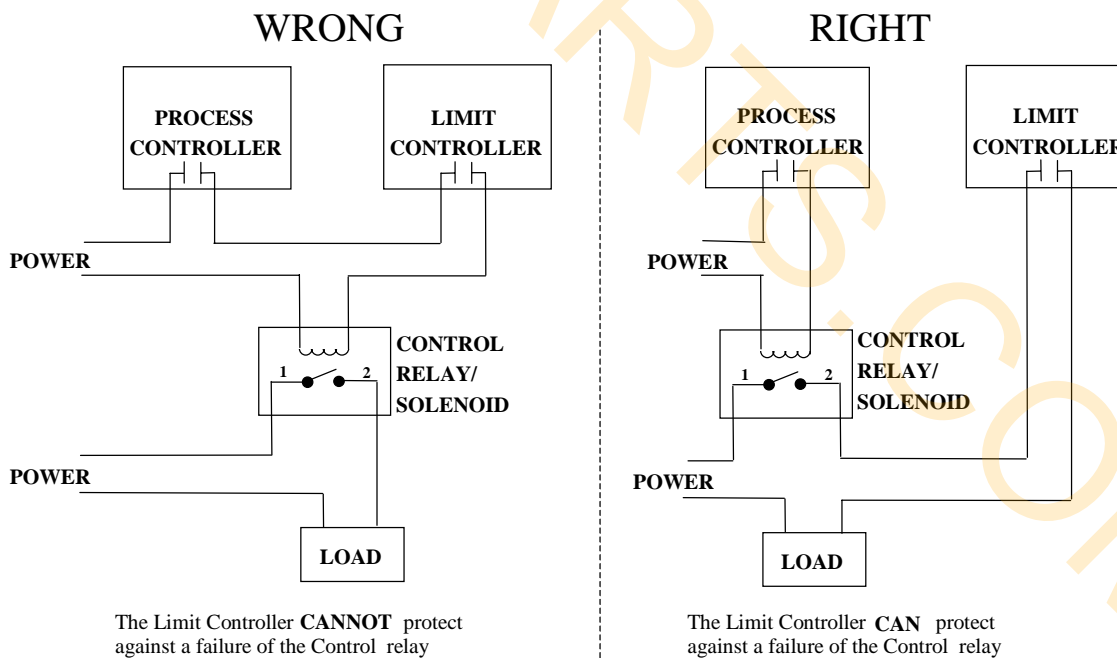 WRONG
PROCESS
CONTROLLER
LIMIT
CONTROLLER
POWER
1
2
CONTROL
RELAY/
SOLENOID
POWER
LOAD
The Limit Controller CANNOT protect
against a failure of the Control relay
RIGHT
PROCESS
CONTROLLER
LIMIT
CONTROLLER
POWER
1
2
CONTROL
RELAY/
SOLENOID
POWER
LOAD
The Limit Controller CAN protect
against a failure of the Control relay
RTS.COM